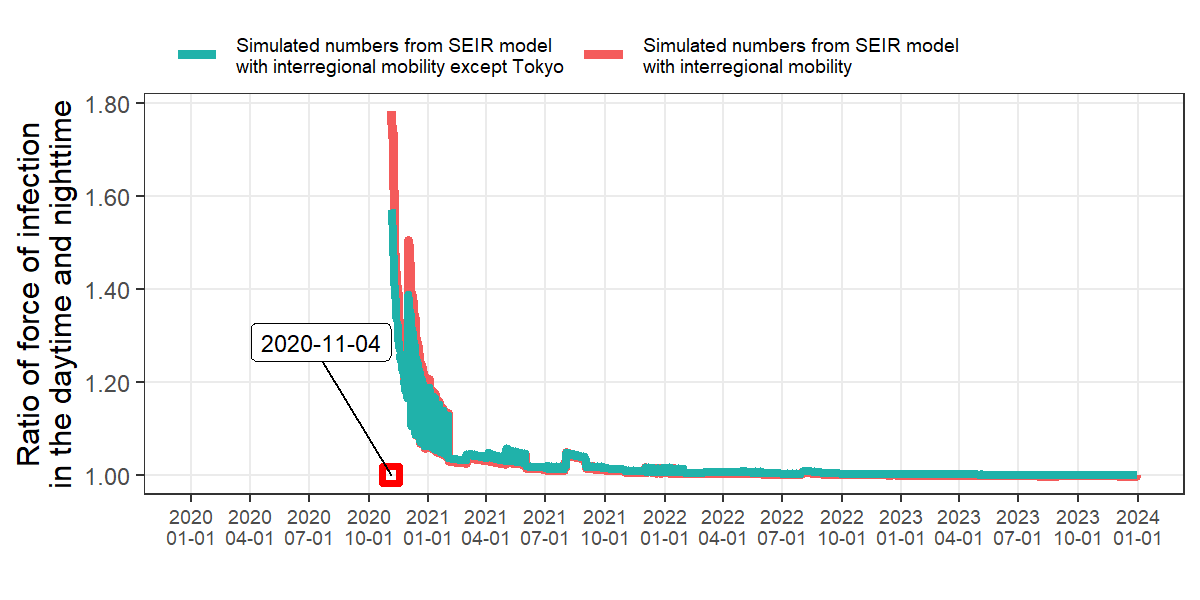 Simulated numbers from SEIR model
with interregional mobility except Tokyo
Simulated numbers from SEIR model
with interregional mobility
Ratio of force of infection
in the daytime and nighttime
1.80
1.60
1.40
1.20
1.00
2020-11-04
2020 2020 2020 2020 2021 2021 2021 2021 2022 2022 2022 2022 2023 2023 2023 2023 2024
01-01 04-01 07-01 10-01 01-01 04-01 07-01 10-01 01-01 04-01 07-01 10-01 01-01 04-01 07-01 10-01 01-01